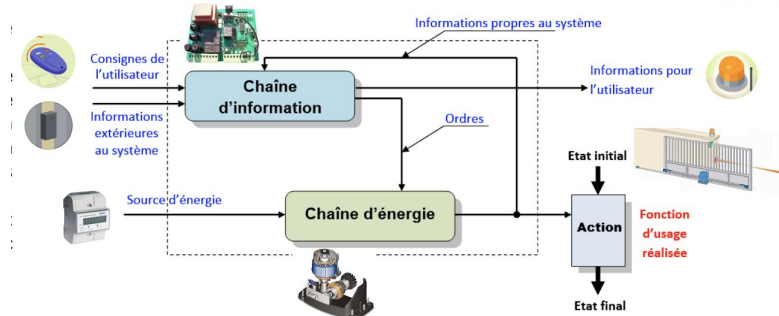 Informations propres au système
Consignes de
l'utilisateur
Chaîne
d'information
Informations pour
l'utilisateur
Informations
extérieures
au système
Ordres
Etat initial
Source d'énergie
Chaîne d'énergie
Action
Fonction
d'usage
réalisée
Etat final